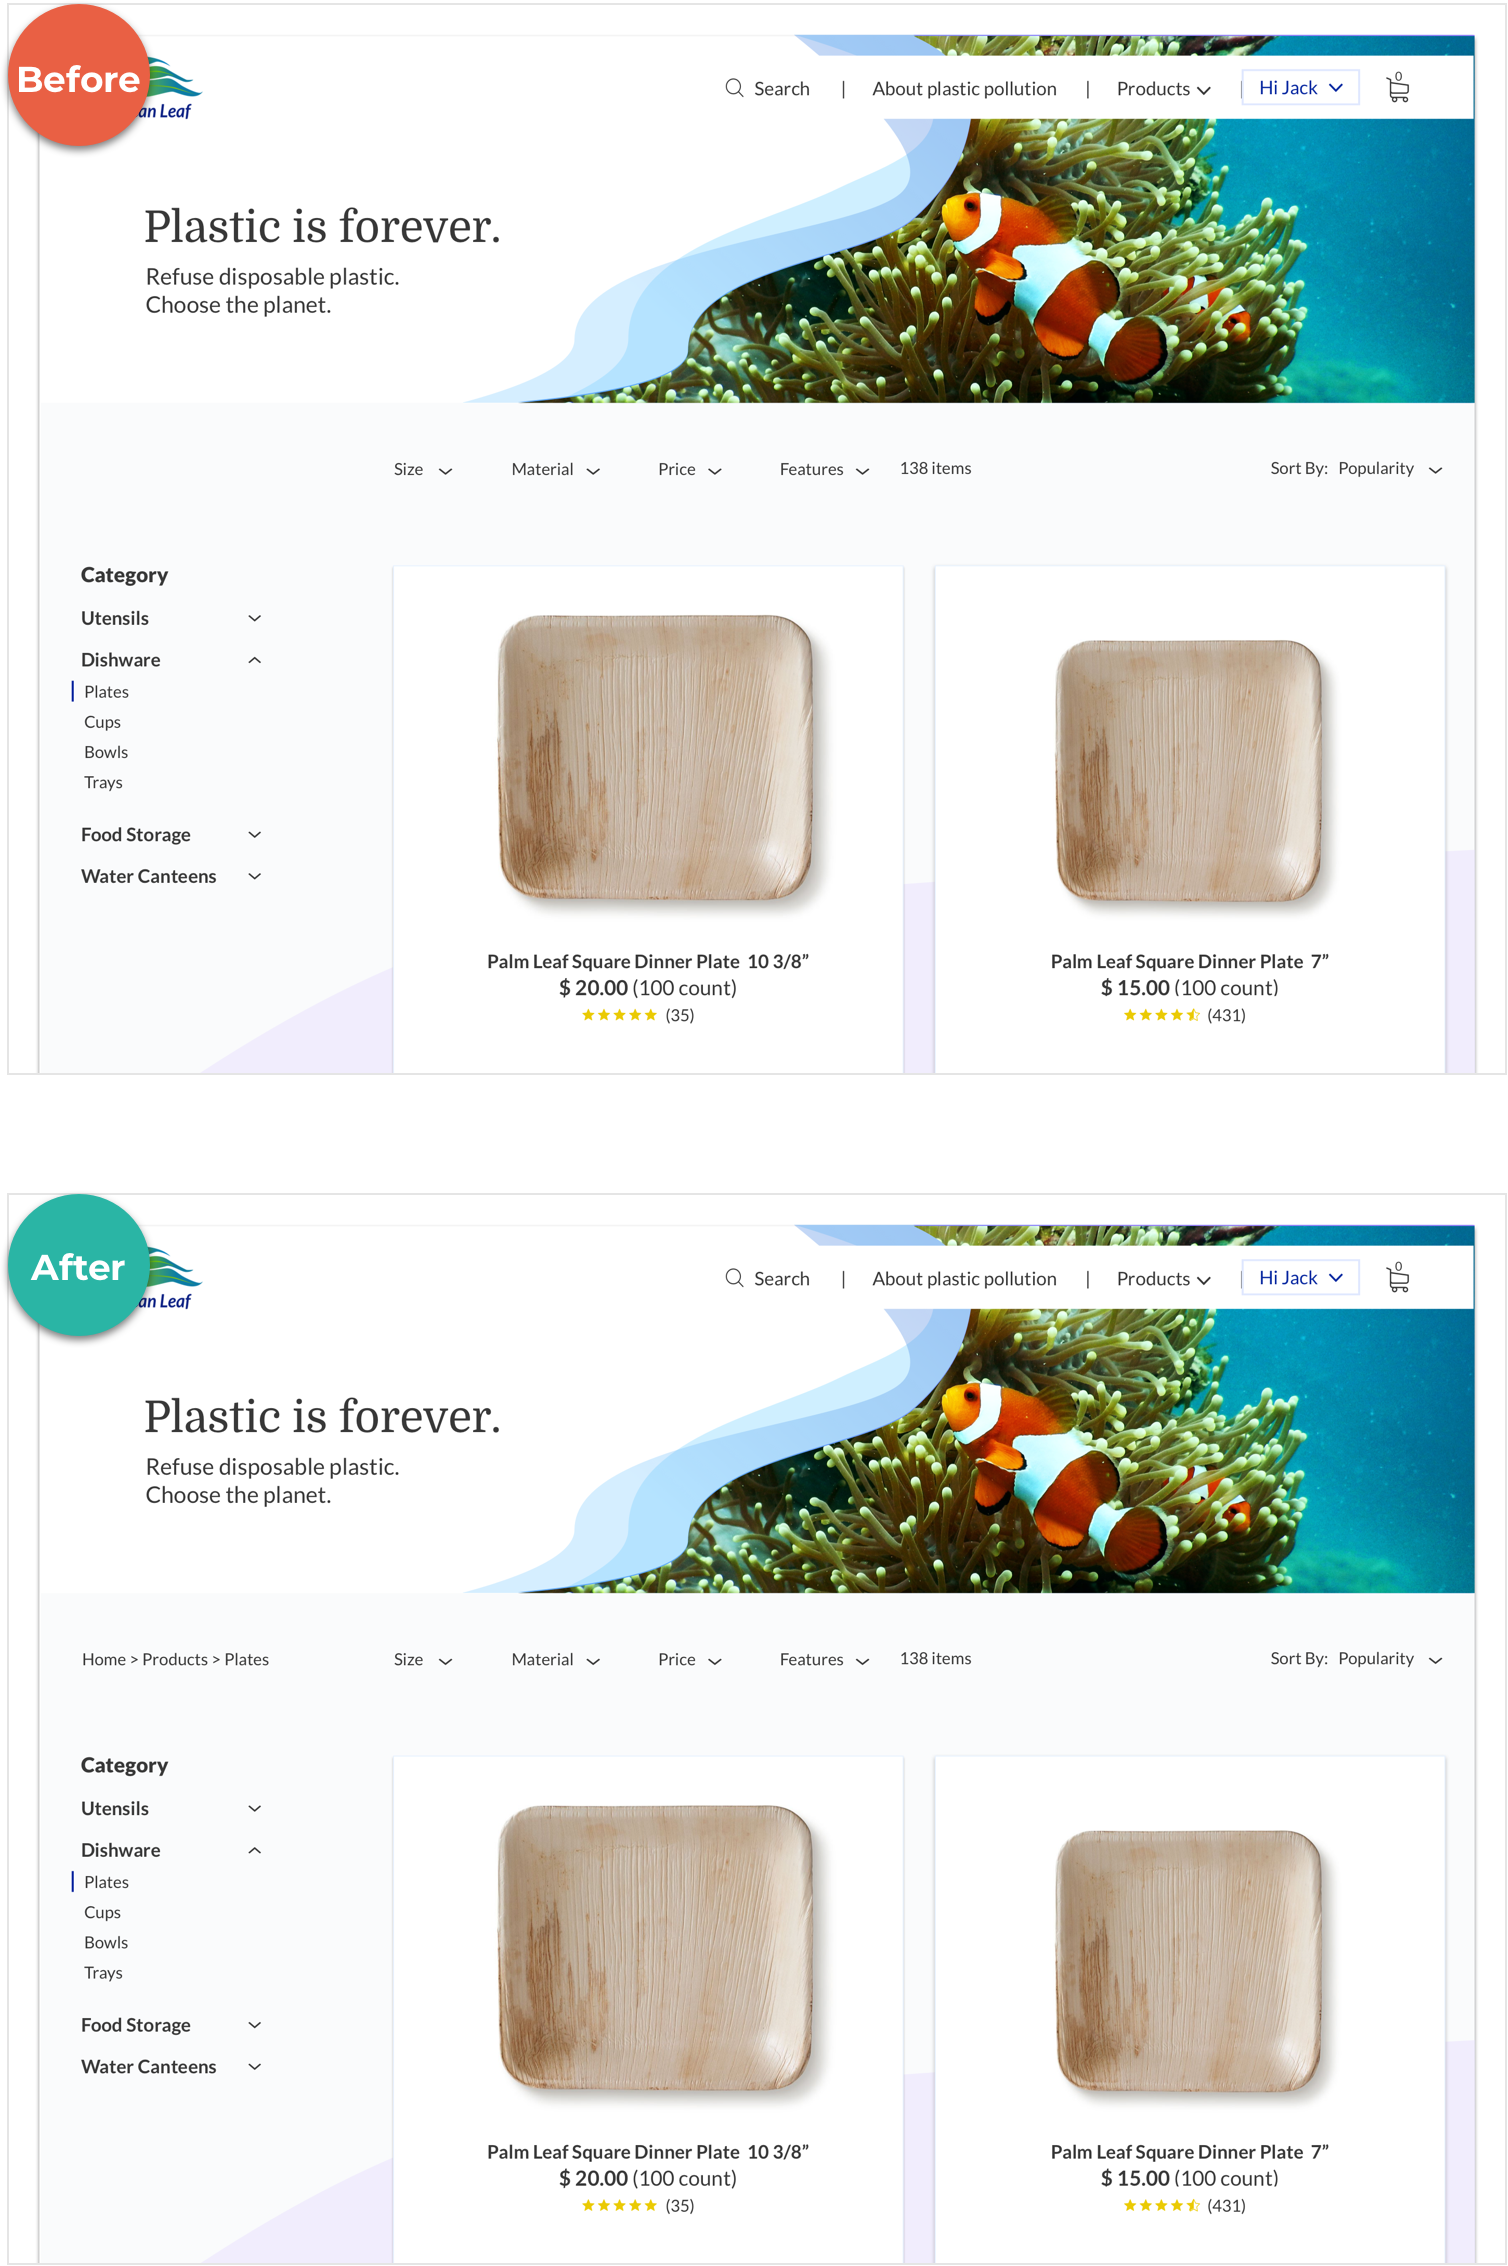 Before
an Leaf
Search | About plastic pollution | Products | Hi Jack 0
Plastic is forever.
Refuse disposable plastic.
Choose the planet.
Size Material Price Features 138 items Sort By: Popularity
Category
Utensils
Dishware
Plates
Cups
Bowls
Trays
Food Storage
Water Canteens
Palm Leaf Square Dinner Plate 10 3/8”
$ 20.00 (100 count)
(35)
Palm Leaf Square Dinner Plate 7”
$ 15.00 (100 count)
(431)
After
an Leaf
Search | About plastic pollution | Products | Hi Jack 0
Plastic is forever.
Refuse disposable plastic.
Choose the planet.
Home > Products > Plates Size Material Price Features 138 items Sort By: Popularity
Category
Utensils
Dishware
Plates
Cups
Bowls
Trays
Food Storage
Water Canteens
Palm Leaf Square Dinner Plate 10 3/8”
$ 20.00 (100 count)
(35)
Palm Leaf Square Dinner Plate 7”
$ 15.00 (100 count)
(431)